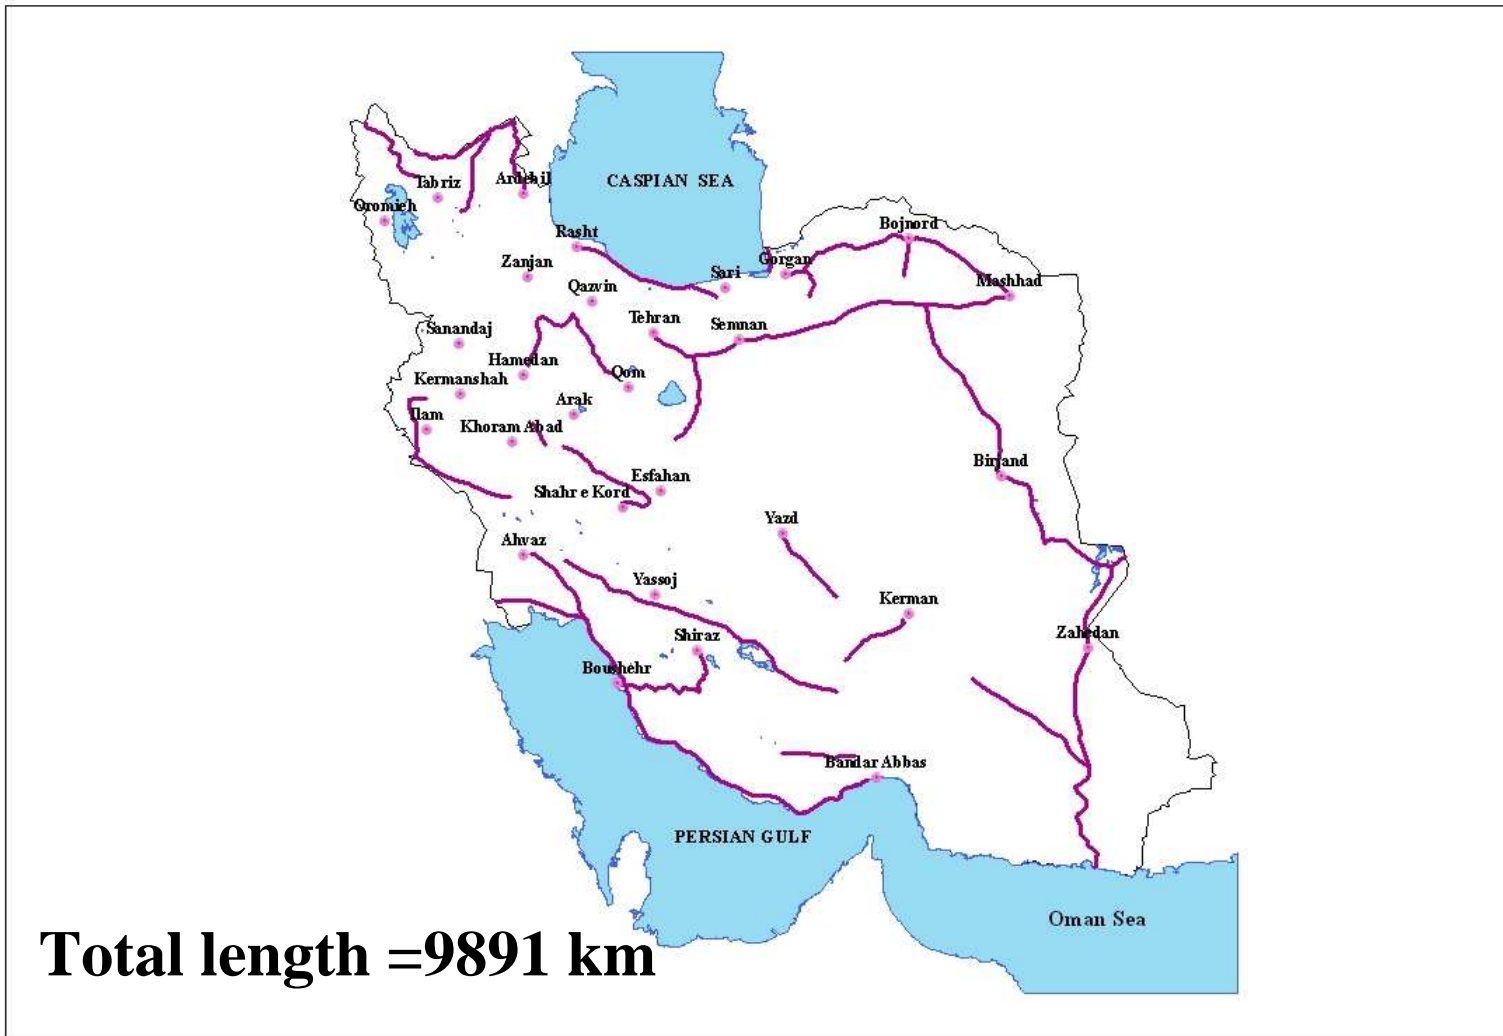 CASPIAN SEA
Tabriz
Ardebil
Oromieh
Bojnord
Rasht
Gorgan
Zanjan
Sari
Mashhad
Qazvin
Tehran
Semnan
Sanandaj
Hamedan
Qom
Kermanshah
Arak
Ilam
Khoram Abad
Birjand
Esfahan
Shahr e Kord
Yazd
Ahvaz
Yassoj
Kerman
Shiraz
Zahedan
Boushehr
Bandar Abbas
PERSIAN GULF
Oman Sea
Total length =9891 km